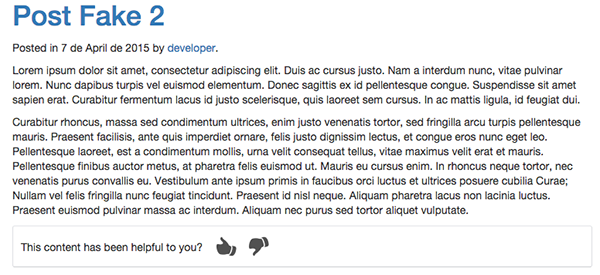 Post Fake 2
Posted in 7 de April de 2015 by developer.
Lorem ipsum dolor sit amet, consectetur adipiscing elit. Duis ac cursus justo. Nam a interdum nunc, vitae pulvinar
lorem. Nunc dapibus turpis vel euismod elementum. Donec sagittis ex id pellentesque congue. Suspendisse sit amet
sapien erat. Curabitur fermentum lacus id justo scelerisque, quis laoreet sem cursus. In ac mattis ligula, id feugiat dui.
Curabitur rhoncus, massa sed condimentum ultrices, enim justo venenatis tortor, sed fringilla arcu turpis pellentesque
mauris. Praesent facilisis, ante quis imperdiet ornare, felis justo dignissim lectus, et congue eros nunc eget leo.
Pellentesque laoreet, est a condimentum mollis, urna velit consequat tellus, vitae maximus velit erat et mauris.
Pellentesque finibus auctor metus, at pharetra felis euismod ut. Mauris eu cursus enim. In rhoncus neque tortor, nec
venenatis purus convallis eu. Vestibulum ante ipsum primis in faucibus orci luctus et ultrices posuere cubilia Curae;
Nullam vel felis fringilla nunc feugiat tincidunt. Praesent id nisl neque. Aliquam pharetra lacus non lacinia luctus.
Praesent euismod pulvinar massa ac interdum. Aliquam nec purus sed tortor aliquet vulputate.
This content has been helpful to you?